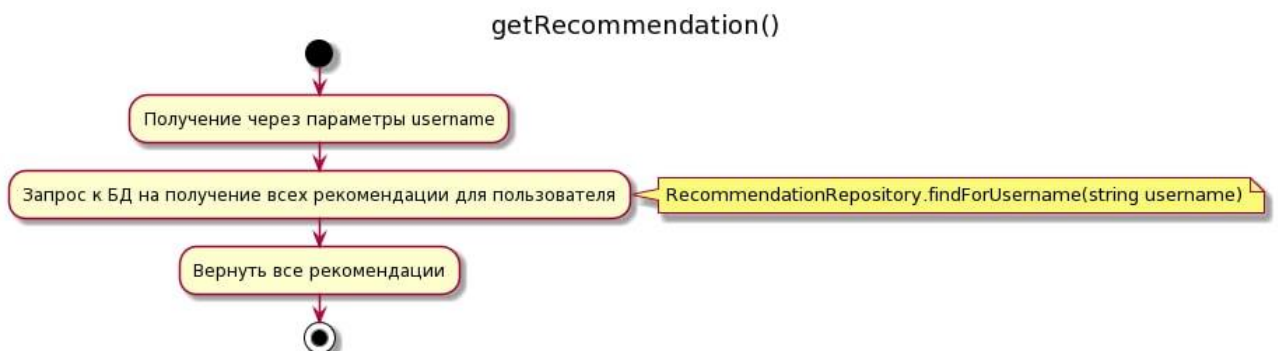 getRecommendation()
Получение через параметры username
Запрос к БД на получение всех рекомендации для пользователя
RecommendationRepository.findForUsername(string username)
Вернуть все рекомендации